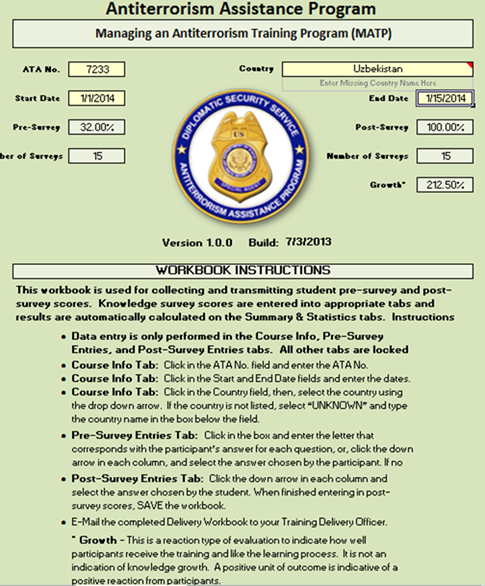 Antiterrorism Assistance Program
Managing an Antiterrorism Training Program (MATP)
ATA No. 7233 Country Uzbekistan
Enter Missing Country Name Here
Start Date 1/1/2014 End Date 1/15/2014
Pre-Survey 32.00% Post-Survey 100.00%
ber of Surveys 15 Number of Surveys 15
Growth* 212.50%
DIPLOMATIC SECURITY SERVICE
US
SPECIAL AGENT
ANTITERRORISM ASSISTANCE PROGRAM
Version 1.0.0 Build: 7/3/2013
WORKBOOK INSTRUCTIONS
This workbook is used for collecting and transmitting student pre-survey and post-
survey scores. Knowledge survey scores are entered into appropriate tabs and
results are automatically calculated on the Summary & Statistics tabs. Instructions
• Data entry is only performed in the Course Info, Pre-Survey
Entries, and Post-Survey Entries tabs. All other tabs are locked
• Course Info Tab: Click in the ATA No. field and enter the ATA No.
• Course Info Tab: Click in the Start and End Date fields and enter the dates.
• Course Info Tab: Click in the Country field, then, select the country using
the drop down arrow. If the country is not listed, select "UNKNOWN" and type
the country name in the box below the field.
• Pre-Survey Entries Tab: Click in the box and enter the letter that
corresponds with the participant's answer for each question, or, click the down
arrow in each column, and select the answer chosen by the participant. If no
• Post-Survey Entries Tab: Click the down arrow in each column and
select the answer chosen by the student. When finished entering in post-
survey scores, SAVE the workbook.
• E-Mail the completed Delivery Workbook to your Training Delivery Officer.
* Growth - This is a reaction type of evaluation to indicate how well
participants receive the training and like the learning process. It is not an
indication of knowledge growth. A positive unit of outcome is indicative of a
positive reaction from participants.